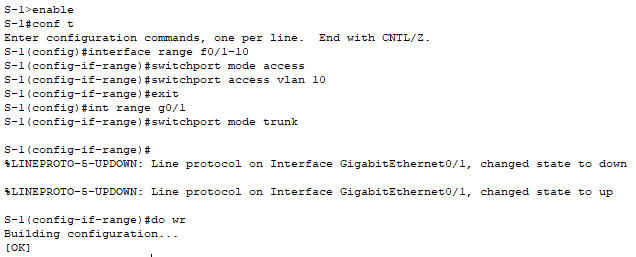 S-1>enable
S-1#conf t
Enter configuration commands, one per line.  End with CNTL/Z.
S-1(config)#interface range f0/1-10
S-1(config-if-range)#switchport mode access
S-1(config-if-range)#switchport access vlan 10
S-1(config-if-range)#exit
S-1(config)#int range g0/1
S-1(config-if-range)#switchport mode trunk
S-1(config-if-range)#
%LINEPROTO-5-UPDOWN: Line protocol on Interface GigabitEthernet0/1, changed state to down
%LINEPROTO-5-UPDOWN: Line protocol on Interface GigabitEthernet0/1, changed state to up
S-1(config-if-range)#do wr
Building configuration...
[OK]